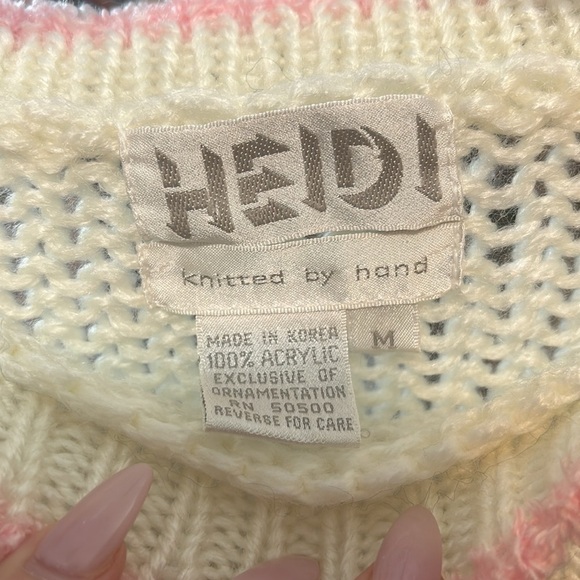 HEIDI
knitted by hand
M
MADE IN KOREA
100% ACRYLIC
EXCLUSIVE OF
ORNAMENTATION
RN 50500
REVERSE FOR CARE